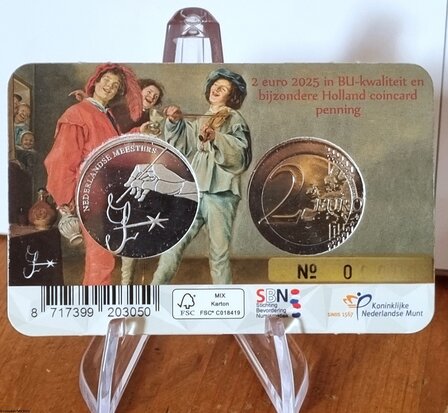 2 euro 2025 in BU-kwaliteit en
bijzondere Holland coincard
penning
NEDERLANDSE MEESTERS
2 EURO
Nº 0
8 717399 203050
FSC
MIX
Karton
FSC® C018419
SBN
Stichting
Bevordering
SINDS 1567
Koninklijke
Nederlandse Munt